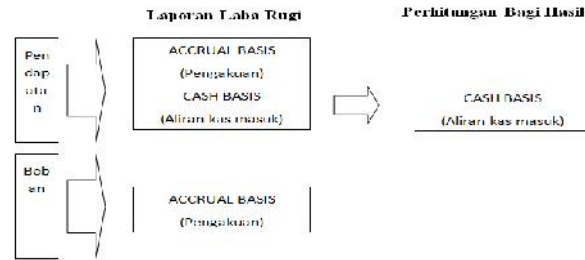 Laporan Laba Rugi
Perhitungan Bagi Hasil
Pen
dap
ata
n
ACCRUAL BASIS
(Pengakuan)
CASH BASIS
(Aliran kas masuk)
CASH BASIS
(Aliran kas masuk)
Beb
an
ACCRUAL BASIS
(Pengakuan)